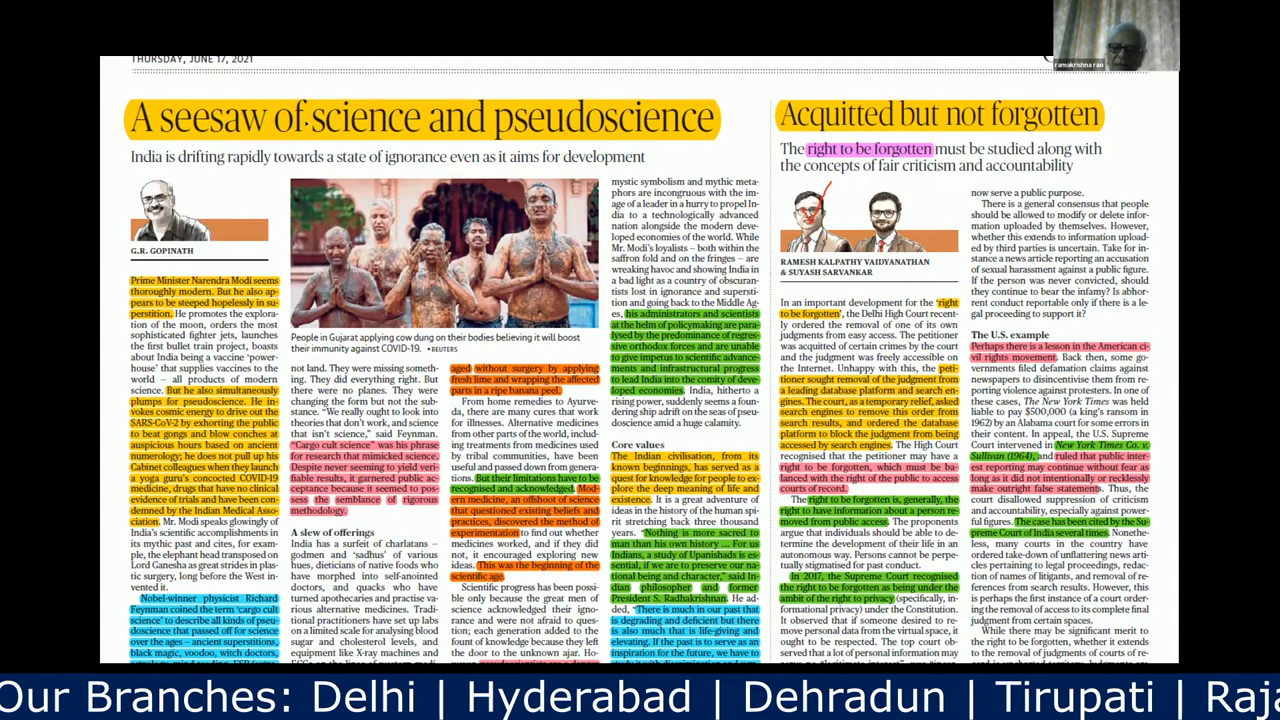 ramakrishna rao
THURSDAY, JUNE 17, 2021
A seesaw of science and pseudoscience
India is drifting rapidly towards a state of ignorance even as it aims for development
G.R. GOPINATH
Prime Minister Narendra Modi seems
thoroughly modern. But he also ap-
pears to be steeped hopelessly in su-
perstition. He promotes the explora-
tion of the moon, orders the most
sophisticated fighter jets, launches
the first bullet train project, boasts
about India being a vaccine ‘power-
house’ that supplies vaccines to the
world – all products of modern
science. But he also simultaneously
plumps for pseudoscience. He in-
vokes cosmic energy to drive out the
SARS-CoV-2 by exhorting the public
to beat gongs and blow conches at
auspicious hours based on ancient
numerology; he does not pull up his
Cabinet colleagues when they launch
a yoga guru's concocted COVID-19
medicine, drugs that have no clinical
evidence of trials and have been con-
demned by the Indian Medical Asso-
ciation. Mr. Modi speaks glowingly of
India's scientific accomplishments in
its mythic past and cites, for exam-
ple, the elephant head transposed on
Lord Ganesha as great strides in plas-
tic surgery, long before the West in-
vented it.
Nobel-winner physicist Richard
Feynman coined the term ‘cargo cult
science’ to describe all kinds of pseu-
doscience that passed off for science
over the ages – ancient superstitions,
black magic, voodoo, witch doctors,
People in Gujarat applying cow dung on their bodies believing it will boost
their immunity against COVID-19. • REUTERS
not land. They were missing some-
thing. They did everything right. But
there were no planes. They were
changing the form but not the sub-
stance. “We really ought to look into
theories that don't work, and science
that isn't science,” said Feynman.
“Cargo cult science” was his phrase
for research that mimicked science.
Despite never seeming to yield veri-
fiable results, it garnered public ac-
ceptance because it seemed to pos-
sess the semblance of rigorous
methodology.
A slew of offerings
India has a surfeit of charlatans –
godmen and ‘sadhus’ of various
hues, dieticians of native foods who
have morphed into self-anointed
doctors, and quacks who have
turned apothecaries and practise va-
rious alternative medicines. Tradi-
tional practitioners have set up labs
on a limited scale for analysing blood
sugar and cholesterol levels, and
equipment like X-ray machines and
aged without surgery by applying
fresh lime and wrapping the affected
parts in a ripe banana peel.
From home remedies to Ayurve-
da, there are many cures that work
for illnesses. Alternative medicines
from other parts of the world, includ-
ing treatments from medicines used
by tribal communities, have been
useful and passed down from genera-
tions. But their limitations have to be
recognised and acknowledged. Mod-
ern medicine, an offshoot of science
that questioned existing beliefs and
practices, discovered the method of
experimentation to find out whether
medicines worked, and if they did
not, it encouraged exploring new
ideas. This was the beginning of the
scientific age.
Scientific progress has been possi-
ble only because the great men of
science acknowledged their igno-
rance and were not afraid to ques-
tion; each generation added to the
fount of knowledge because they left
the door to the unknown ajar. Ho-
mystic symbolism and mythic meta-
phors are incongruous with the im-
age of a leader in a hurry to propel In-
dia to a technologically advanced
nation alongside the modern deve-
loped economies of the world. While
Mr. Modi's loyalists – both within the
saffron fold and on the fringes – are
wreaking havoc and showing India in
a bad light as a country of obscuran-
tists lost in ignorance and supersti-
tion and going back to the Middle Ag-
es, his administrators and scientists
at the helm of policymaking are para-
lysed by the predominance of regres-
sive orthodox forces and are unable
to give impetus to scientific advance-
ments and infrastructural progress
to lead India into the comity of deve-
loped economies. India, hitherto a
rising power, suddenly seems a foun-
dering ship adrift on the seas of pseu-
doscience amid a huge calamity.
Core values
The Indian civilisation, from its
known beginnings, has served as a
quest for knowledge for people to ex-
plore the deep meaning of life and
existence. It is a great adventure of
ideas in the history of the human spi-
rit stretching back three thousand
years. “Nothing is more sacred to
man than his own history ... For us
Indians, a study of Upanishads is es-
sential, if we are to preserve our na-
tional being and character,” said In-
dian philosopher and former
President S. Radhakrishnan. He ad-
ded, “There is much in our past that
is degrading and deficient but there
is also much that is life-giving and
elevating. If the past is to serve as an
inspiration for the future, we have to
Acquitted but not forgotten
The right to be forgotten must be studied along with
the concepts of fair criticism and accountability
RAMESH KALPATHY VAIDYANATHAN
& SUYASH SARVANKAR
In an important development for the ‘right
to be forgotten’, the Delhi High Court recent-
ly ordered the removal of one of its own
judgments from easy access. The petitioner
was acquitted of certain crimes by the court
and the judgment was freely accessible on
the Internet. Unhappy with this, the peti-
tioner sought removal of the judgment from
a leading database platform and search en-
gines. The court, as a temporary relief, asked
search engines to remove this order from
search results, and ordered the database
platform to block the judgment from being
accessed by search engines. The High Court
recognised that the petitioner may have a
right to be forgotten, which must be ba-
lanced with the right of the public to access
courts of record.
The right to be forgotten is, generally, the
right to have information about a person re-
moved from public access. The proponents
argue that individuals should be able to de-
termine the development of their life in an
autonomous way. Persons cannot be perpe-
tually stigmatised for past conduct.
In 2017, the Supreme Court recognised
the right to be forgotten as being under the
ambit of the right to privacy (specifically, in-
formational privacy) under the Constitution.
It observed that if someone desired to re-
move personal data from the virtual space, it
ought to be respected. The top court ob-
served that a lot of personal information may
now serve a public purpose.
There is a general consensus that people
should be allowed to modify or delete infor-
mation uploaded by themselves. However,
whether this extends to information upload-
ed by third parties is uncertain. Take for in-
stance a news article reporting an accusation
of sexual harassment against a public figure.
If the person was never convicted, should
they continue to bear the infamy? Is abhor-
rent conduct reportable only if there is a le-
gal proceeding to support it?
The U.S. example
Perhaps there is a lesson in the American ci-
vil rights movement. Back then, some go-
vernments filed defamation claims against
newspapers to disincentivise them from re-
porting violence against protesters. In one of
these cases, The New York Times was held
liable to pay $500,000 (a king's ransom in
1962) by an Alabama court for some errors in
their content. In appeal, the U.S. Supreme
Court intervened in New York Times Co. v.
Sullivan (1964), and ruled that public inter-
est reporting may continue without fear as
long as it did not intentionally or recklessly
make outright false statements. Thus, the
court disallowed suppression of criticism
and accountability, especially against power-
ful figures. The case has been cited by the Su-
preme Court of India several times. Nonethe-
less, many courts in the country have
ordered take-down of unflattering news arti-
cles pertaining to legal proceedings, redac-
tion of names of litigants, and removal of
references from search results. However,
this is perhaps the first instance of a court order-
ing the removal of access to its complete final
judgment from certain spaces.
While there may be significant merit to
the right to be forgotten, whether it extends
to the removal of judgments of courts of re-
Our Branches: Delhi | Hyderabad | Dehradun | Tirupati | Raja